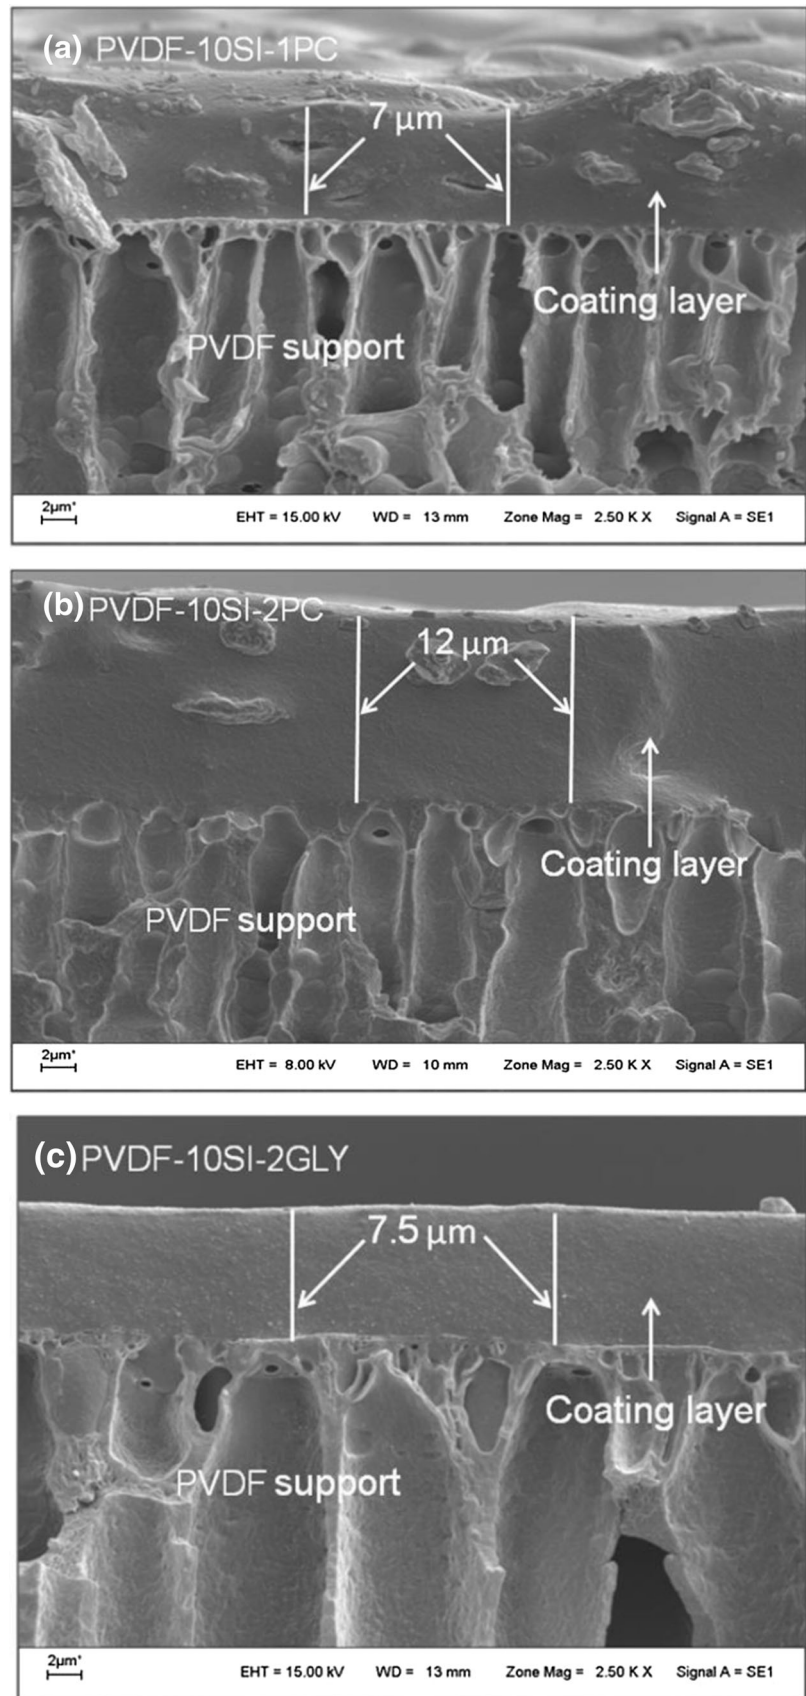 (a) PVDF-10SI-1PC
7 µm
Coating layer
PVDF support
2µm*
EHT = 15.00 kV WD = 13 mm Zone Mag = 2.50 K X Signal A = SE1
(b) PVDF-10SI-2PC
12 µm
Coating layer
PVDF support
2µm*
EHT = 8.00 kV WD = 10 mm Zone Mag = 2.50 K X Signal A = SE1
(c) PVDF-10SI-2GLY
7.5 µm
Coating layer
PVDF support
2µm*
EHT = 15.00 kV WD = 13 mm Zone Mag = 2.50 K X Signal A = SE1